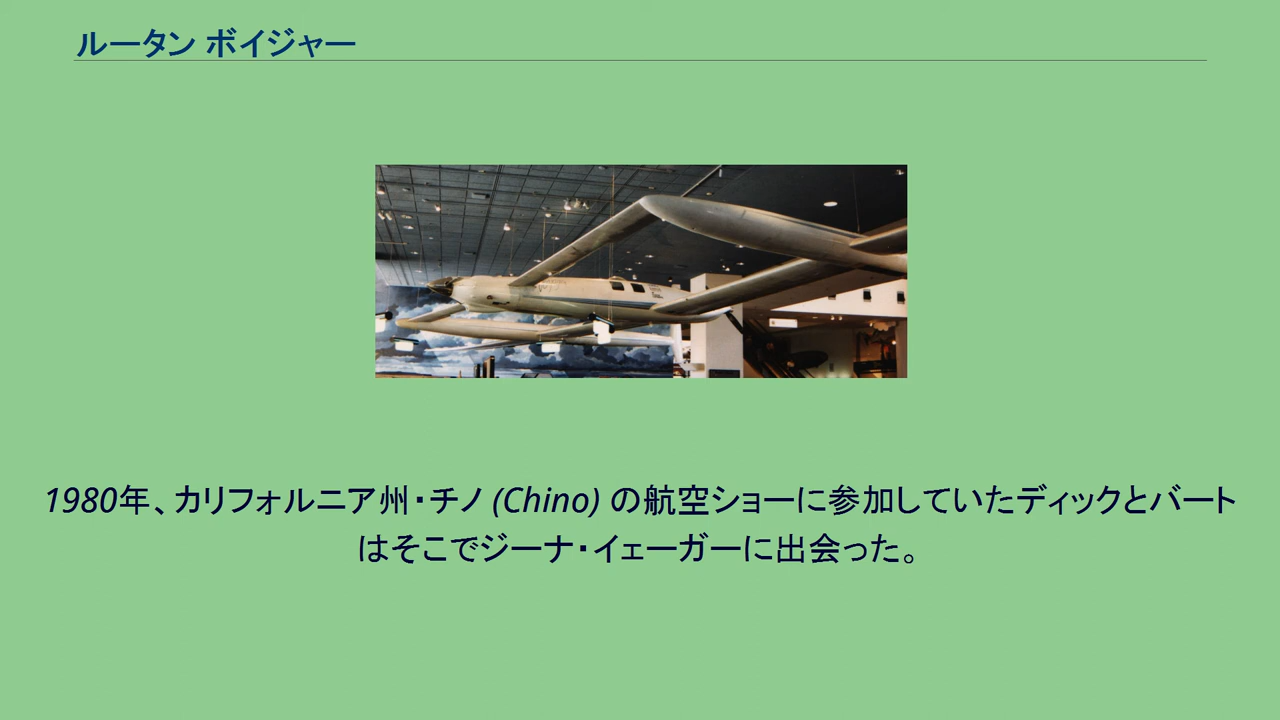 ルータン ボイジャー
1980年、カリフォルニア州・チノ (Chino) の航空ショーに参加していたディックとバート
はそこでジーナ・イェーガーに出会った。